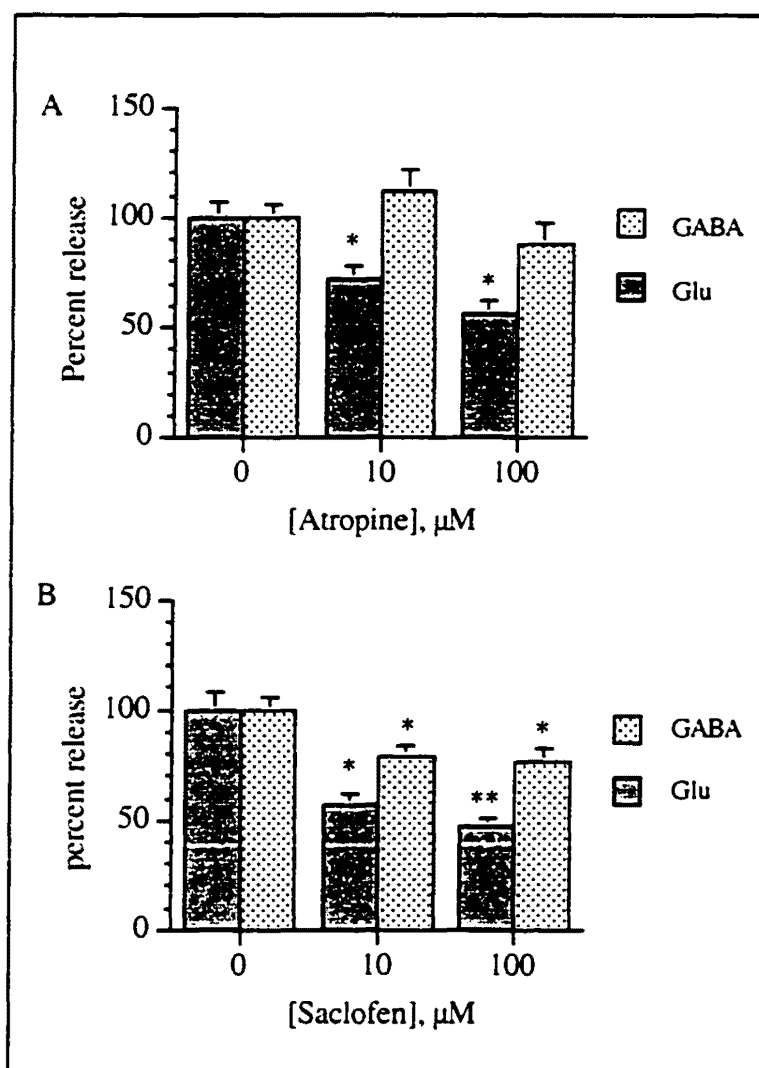 A
150
100
50
0
Percent release
*
*
0
10
100
[Atropine], µM
GABA
Glu
B
150
100
50
0
percent release
*
*
**
*
0
10
100
[Saclofen], µM
GABA
Glu